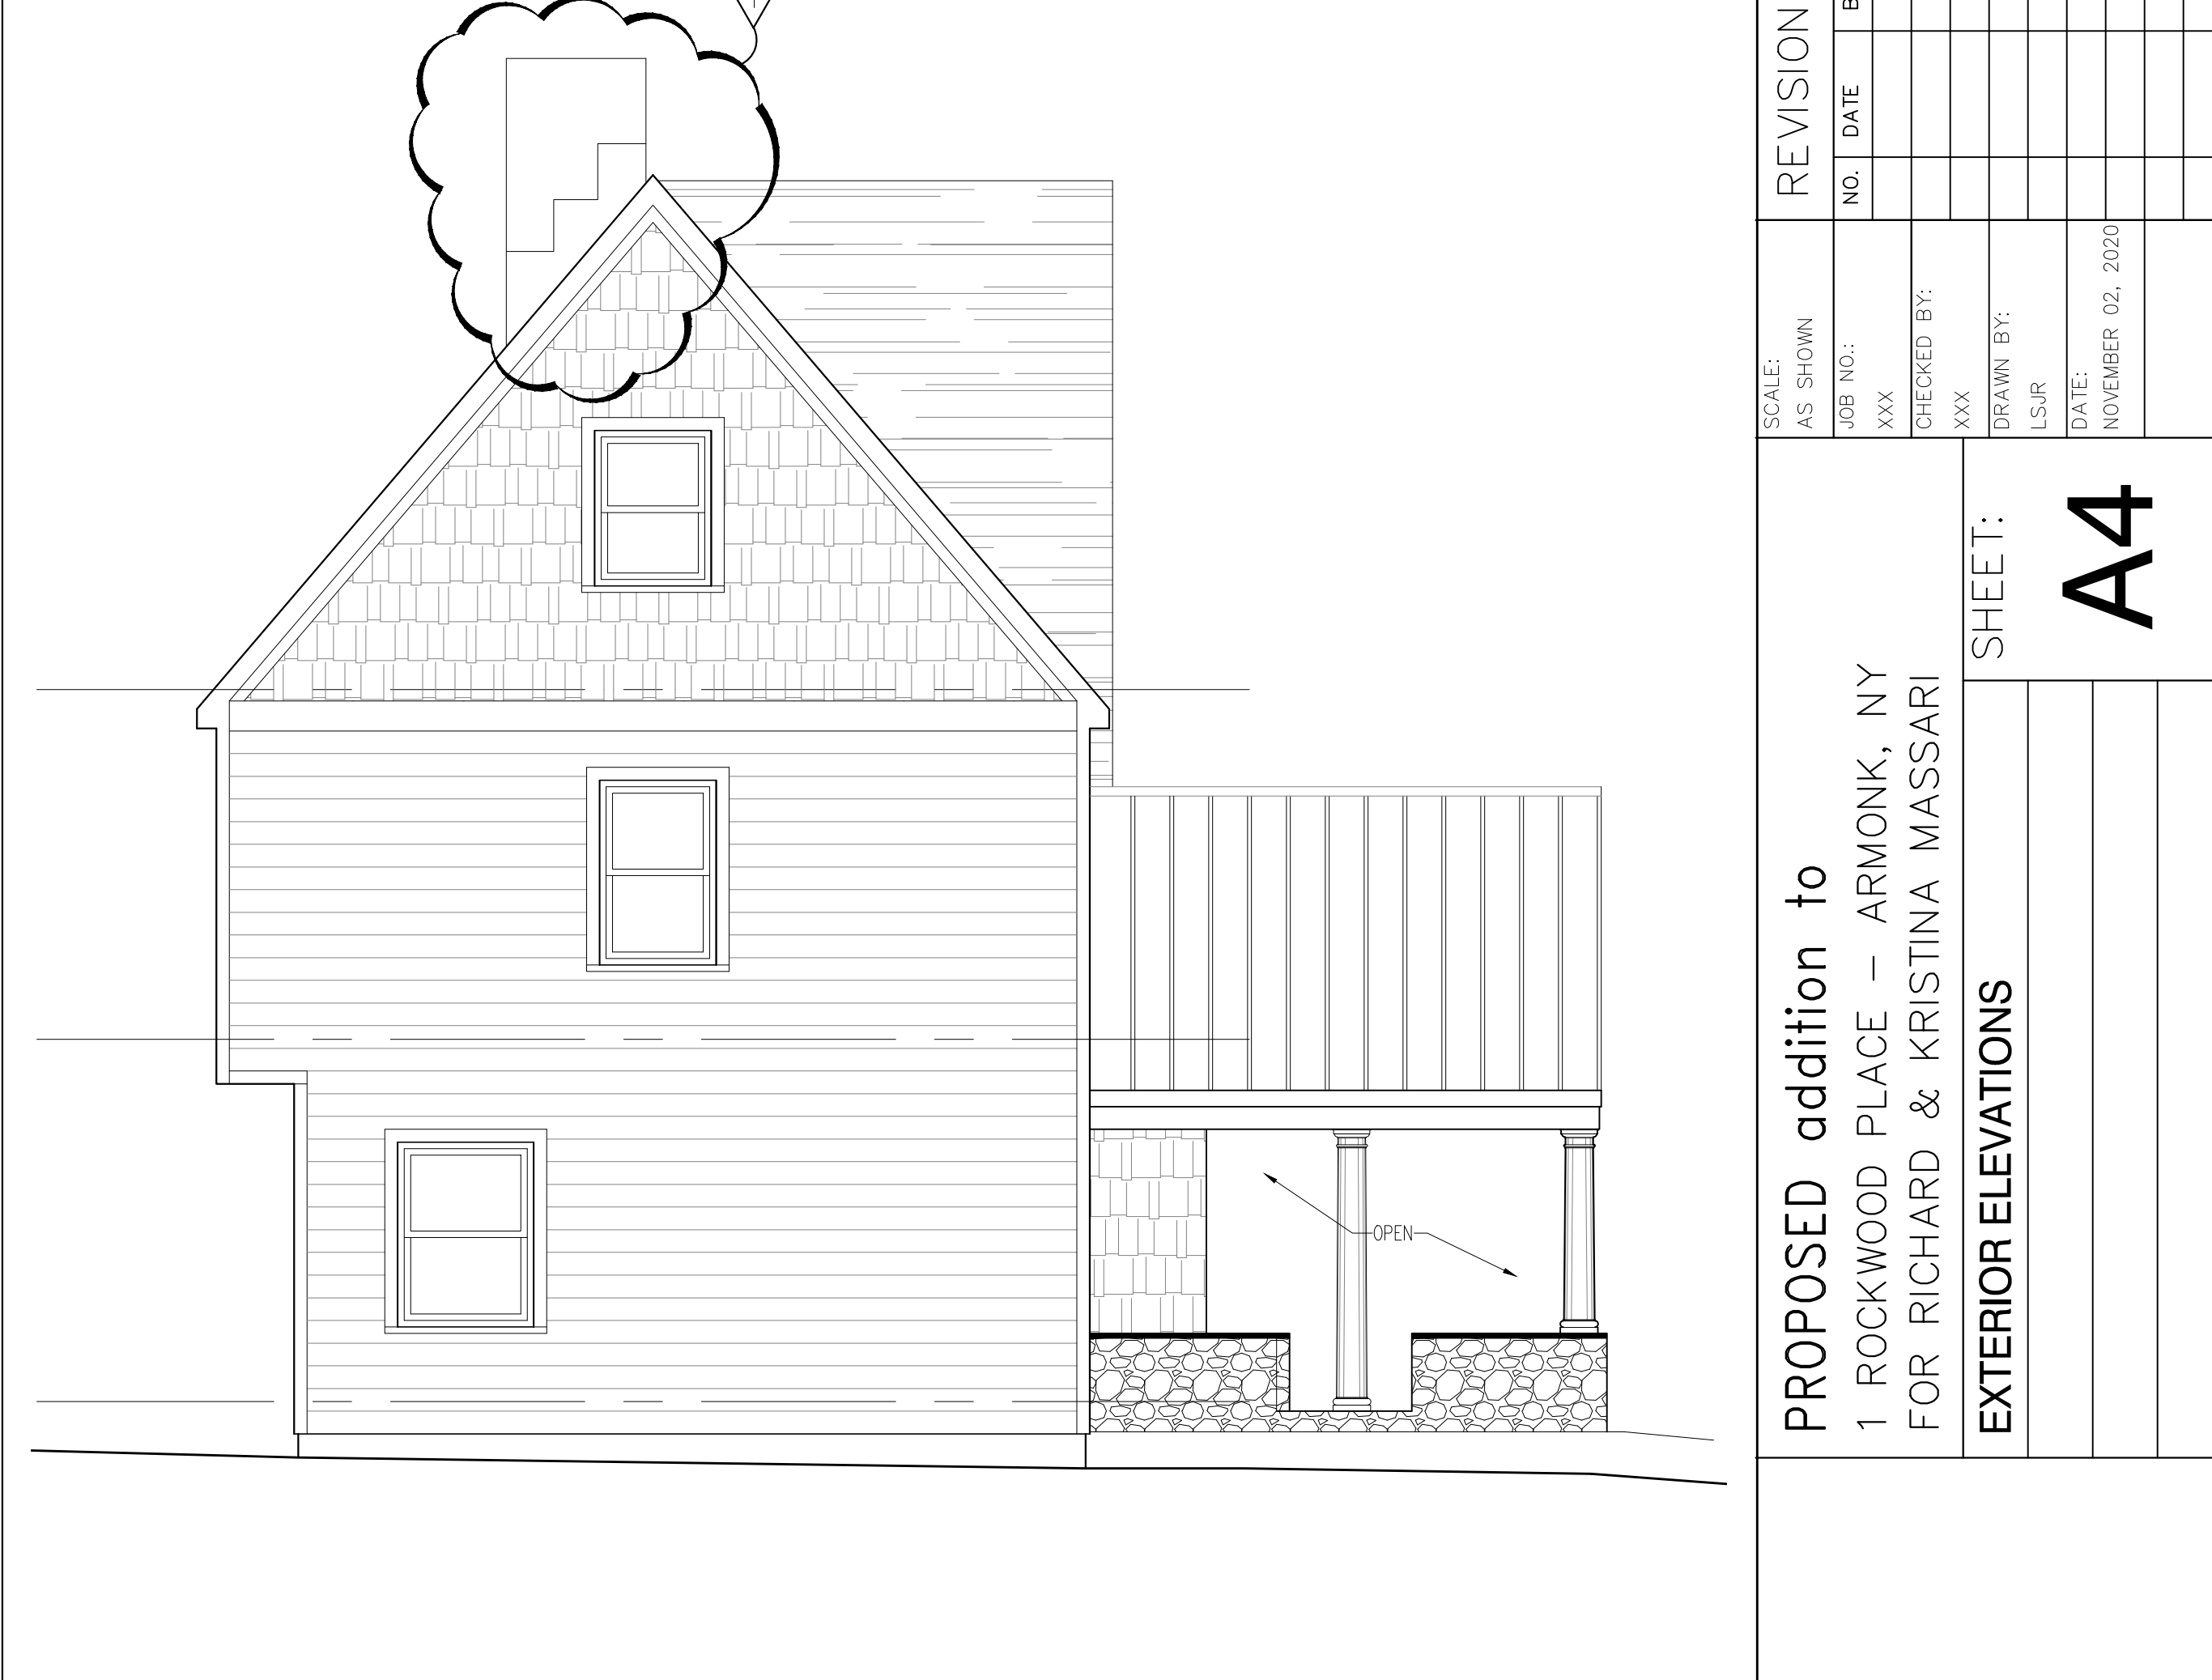 OPEN
REVISION
NO. DATE
SCALE:
AS SHOWN
JOB NO.:
XXX
CHECKED BY:
XXX
DRAWN BY:
LSJR
DATE:
NOVEMBER 02, 2020
PROPOSED addition to
1 ROCKWOOD PLACE – ARMONK, NY
FOR RICHARD & KRISTINA MASSARI
EXTERIOR ELEVATIONS
SHEET:
A4